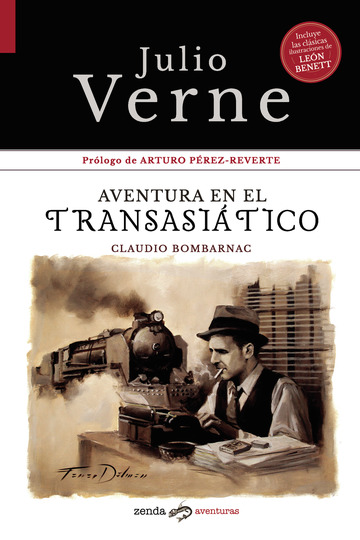 Julio
Verne
Incluye
las clásicas
ilustraciones de
LEÓN
BENETT
Prólogo de ARTURO PÉREZ-REVERTE
AVENTURA EN EL
TRANSASIÁTICO
CLAUDIO BOMBARNAC
zenda aventuras